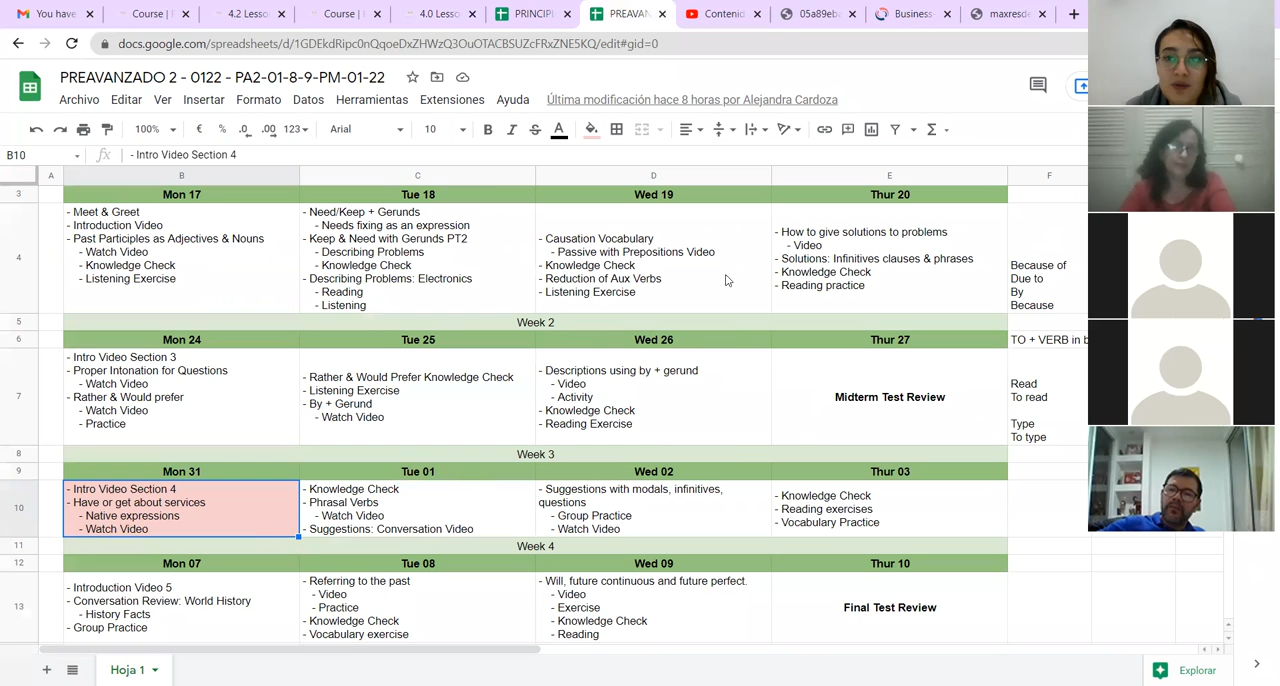 You have
Course | F
4.2 Lesso
Course | 
4.0 Lesso
PRINCIPI
PREAVAN
Contenid
05a89eb
Business
maxresde
docs.google.com/spreadsheets/d/1GDEkdRipc0nQqoeDxZHWzQ3OuOTACBSUZcFRxZNE5KQ/edit#gid=0
PREAVANZADO 2 - 0122 - PA2-01-8-9-PM-01-22
Archivo Editar Ver Insertar Formato Datos Herramientas Extensiones Ayuda Última modificación hace 8 horas por Alejandra Cardoza
100% € % .0 .00 123 Arial 10 B I S A
B10 fx - Intro Video Section 4
A B C D E F
3 Mon 17 Tue 18 Wed 19 Thur 20
4
- Meet & Greet
- Introduction Video
- Past Participles as Adjectives & Nouns
- Watch Video
- Knowledge Check
- Listening Exercise
- Need/Keep + Gerunds
- Needs fixing as an expression
- Keep & Need with Gerunds PT2
- Describing Problems
- Knowledge Check
- Describing Problems: Electronics
- Reading
- Listening
- Causation Vocabulary
- Passive with Prepositions Video
- Knowledge Check
- Reduction of Aux Verbs
- Listening Exercise
- How to give solutions to problems
- Video
- Solutions: Infinitives clauses & phrases
- Knowledge Check
- Reading practice
Because of
Due to
By
Because
5 Week 2
6 Mon 24 Tue 25 Wed 26 Thur 27 TO + VERB in b
7
- Intro Video Section 3
- Proper Intonation for Questions
- Watch Video
- Rather & Would prefer
- Watch Video
- Practice
- Rather & Would Prefer Knowledge Check
- Listening Exercise
- By + Gerund
- Watch Video
- Descriptions using by + gerund
- Video
- Activity
- Knowledge Check
- Reading Exercise
Midterm Test Review
Read
To read
Type
To type
8 Week 3
9 Mon 31 Tue 01 Wed 02 Thur 03
10
- Intro Video Section 4
- Have or get about services
- Native expressions
- Watch Video
- Knowledge Check
- Phrasal Verbs
- Watch Video
- Suggestions: Conversation Video
- Suggestions with modals, infinitives,
questions
- Group Practice
- Watch Video
- Knowledge Check
- Reading exercises
- Vocabulary Practice
11 Week 4
12 Mon 07 Tue 08 Wed 09 Thur 10
13
- Introduction Video 5
- Conversation Review: World History
- History Facts
- Group Practice
- Referring to the past
- Video
- Practice
- Knowledge Check
- Vocabulary exercise
- Will, future continuous and future perfect.
- Video
- Exercise
- Knowledge Check
- Reading
Final Test Review
Hoja 1
Explorar